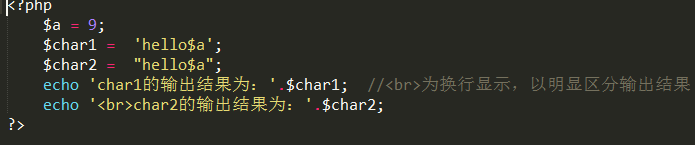 <?php
$a = 9;
$char1 =  'hello$a';
$char2 =  "hello$a";
echo 'char1的输出结果为：'.$char1;  //<br>为换行显示，以明显区分输出结果
echo '<br>char2的输出结果为：'.$char2;
?>